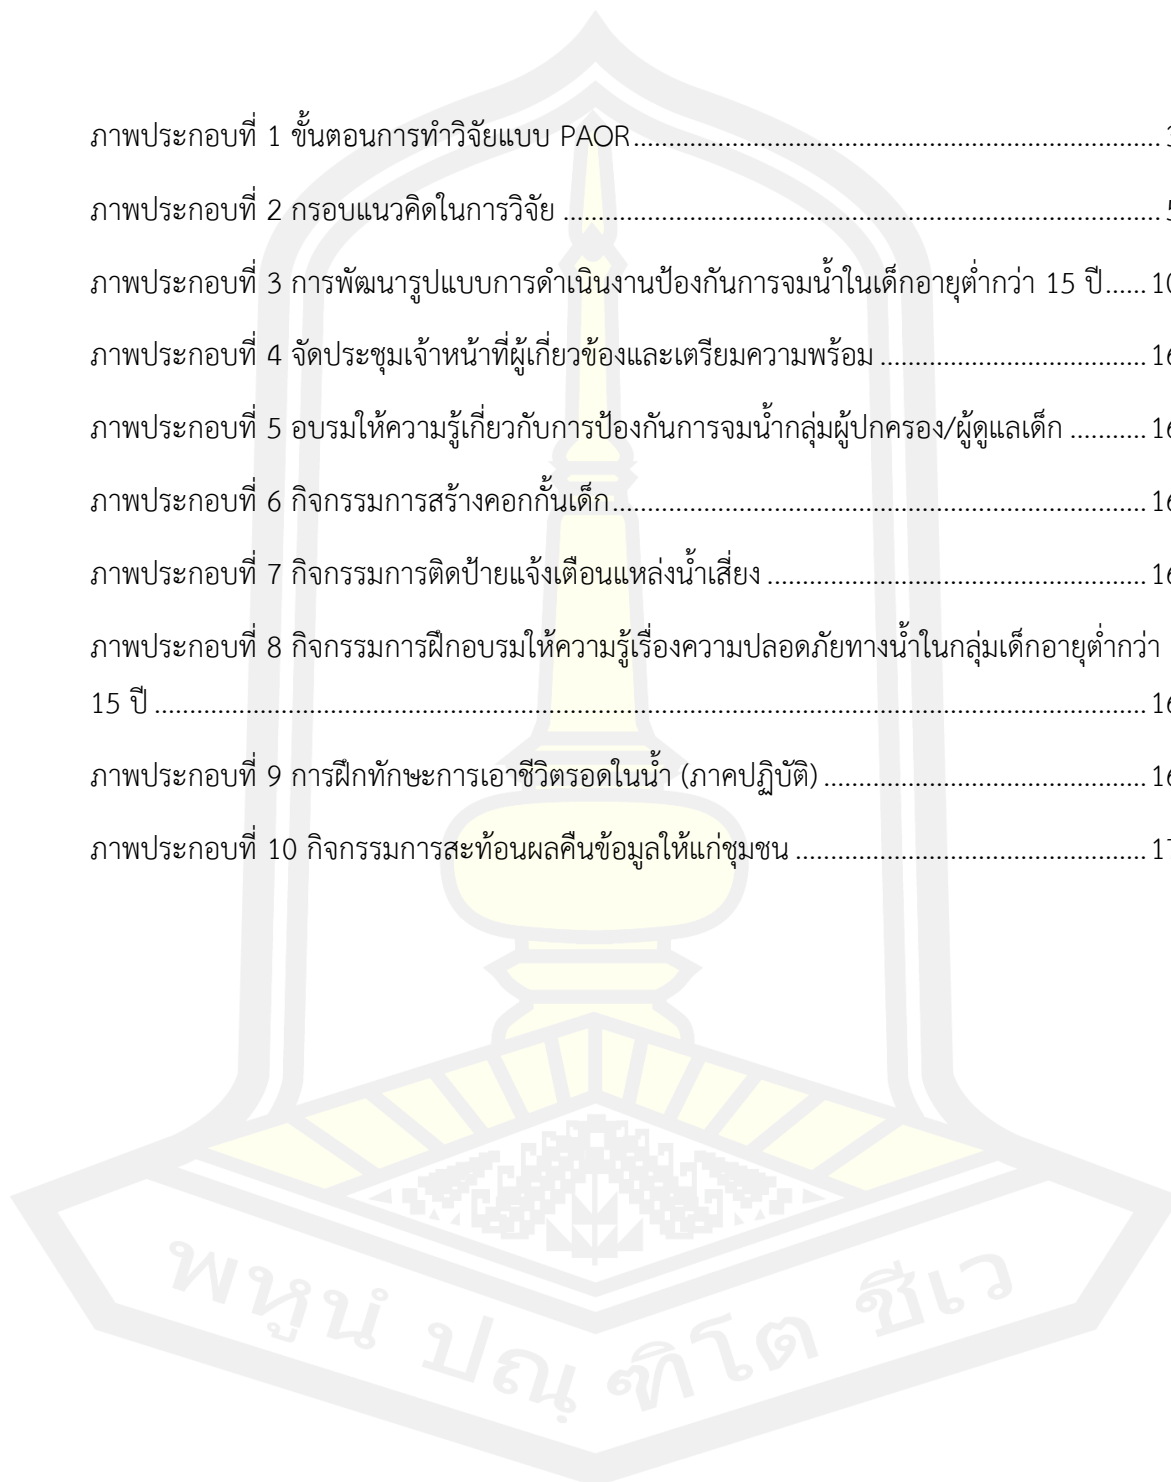 ภาพประกอบที่ 1 ขั้นตอนการทำวิจัยแบบ PAOR........................................................................... 3
ภาพประกอบที่ 2 กรอบแนวคิดในการวิจัย ..................................................................................... 5
ภาพประกอบที่ 3 การพัฒนารูปแบบการดำเนินงานป้องกันการจมน้ำในเด็กอายุต่ำกว่า 15 ปี...... 10
ภาพประกอบที่ 4 จัดประชุมเจ้าหน้าที่ผู้เกี่ยวข้องและเตรียมความพร้อม ...................................... 16
ภาพประกอบที่ 5 อบรมให้ความรู้เกี่ยวกับการป้องกันการจมน้ำกลุ่มผู้ปกครอง/ผู้ดูแลเด็ก ........... 16
ภาพประกอบที่ 6 กิจกรรมการสร้างคอกกั้นเด็ก............................................................................ 16
ภาพประกอบที่ 7 กิจกรรมการติดป้ายแจ้งเตือนแหล่งน้ำเสี่ยง ...................................................... 16
ภาพประกอบที่ 8 กิจกรรมการฝึกอบรมให้ความรู้เรื่องความปลอดภัยทางน้ำในกลุ่มเด็กอายุต่ำกว่า
15 ปี ............................................................................................................................................. 16
ภาพประกอบที่ 9 การฝึกทักษะการเอาชีวิตรอดในน้ำ (ภาคปฏิบัติ) .............................................. 16
ภาพประกอบที่ 10 กิจกรรมการสะท้อนผลคืนข้อมูลให้แก่ชุมชน .................................................. 17
พหูนํ ปณฺฑิโต ชีเว